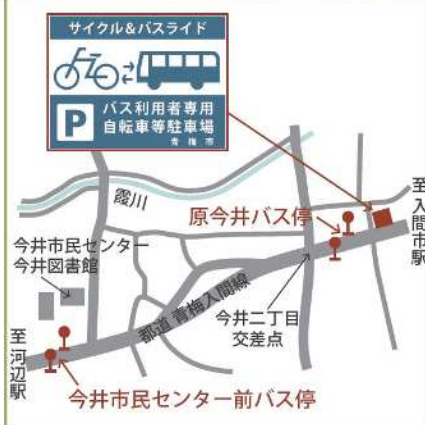 サイクル&バスライド
P
バス利用者専用
自転車等駐車場
青梅市
霞川
原今井バス停
至入間市駅
今井市民センター
今井図書館
都道 青梅入間線
今井二丁目
交差点
至河辺駅
今井市民センター前バス停